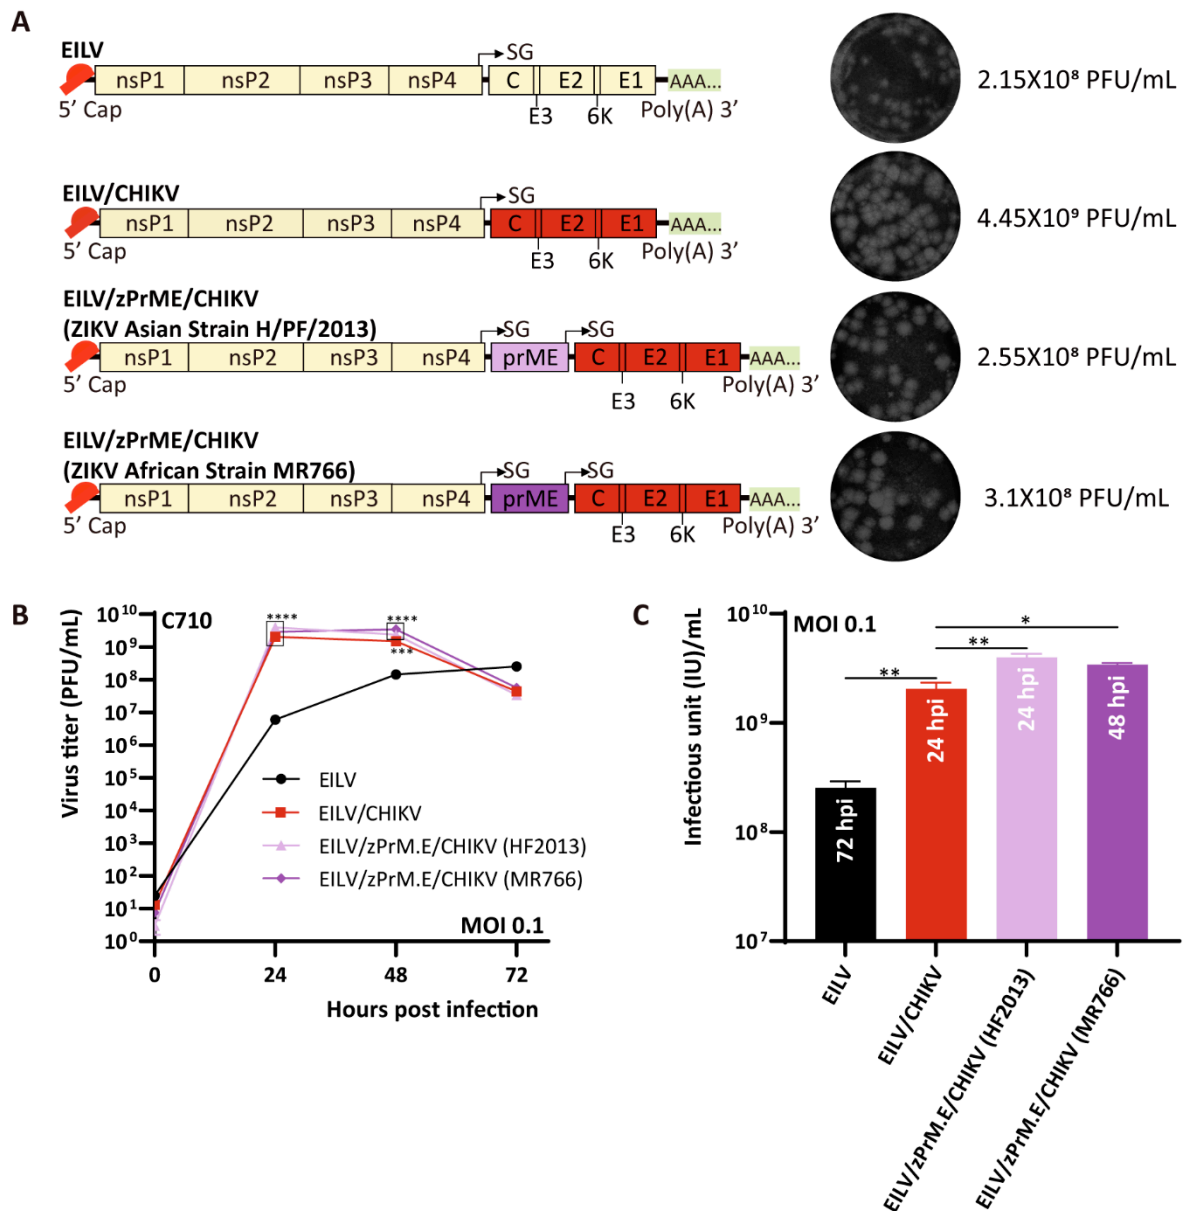 A
EILV
SG
nsP1 nsP2 nsP3 nsP4 C E2 E1 AAA...
5’ Cap E3 6K Poly(A) 3’
2.15X10⁸ PFU/mL
EILV/CHIKV
SG
nsP1 nsP2 nsP3 nsP4 C E2 E1 AAA...
5’ Cap E3 6K Poly(A) 3’
4.45X10⁹ PFU/mL
EILV/zPrME/CHIKV
(ZIKV Asian Strain H/PF/2013)
SG SG
nsP1 nsP2 nsP3 nsP4 prME C E2 E1 AAA...
5’ Cap E3 6K Poly(A) 3’
2.55X10⁸ PFU/mL
EILV/zPrME/CHIKV
(ZIKV African Strain MR766)
SG SG
nsP1 nsP2 nsP3 nsP4 prME C E2 E1 AAA...
5’ Cap E3 6K Poly(A) 3’
3.1X10⁸ PFU/mL
B
C710
Virus titer (PFU/mL)
10¹⁰
10⁹
10⁸
10⁷
10⁶
10⁵
10⁴
10³
10²
10¹
10⁰
**** ****
***
EILV
EILV/CHIKV
EILV/zPrM.E/CHIKV (HF2013)
EILV/zPrM.E/CHIKV (MR766)
MOI 0.1
0 24 48 72
Hours post infection
C
MOI 0.1
Infectious unit (IU)/mL
10¹⁰
10⁹
10⁸
10⁷
*
**
**
72 hpi
24 hpi
24 hpi
48 hpi
EILV
EILV/CHIKV
EILV/zPrM.E/CHIKV (HF2013)
EILV/zPrM.E/CHIKV (MR766)